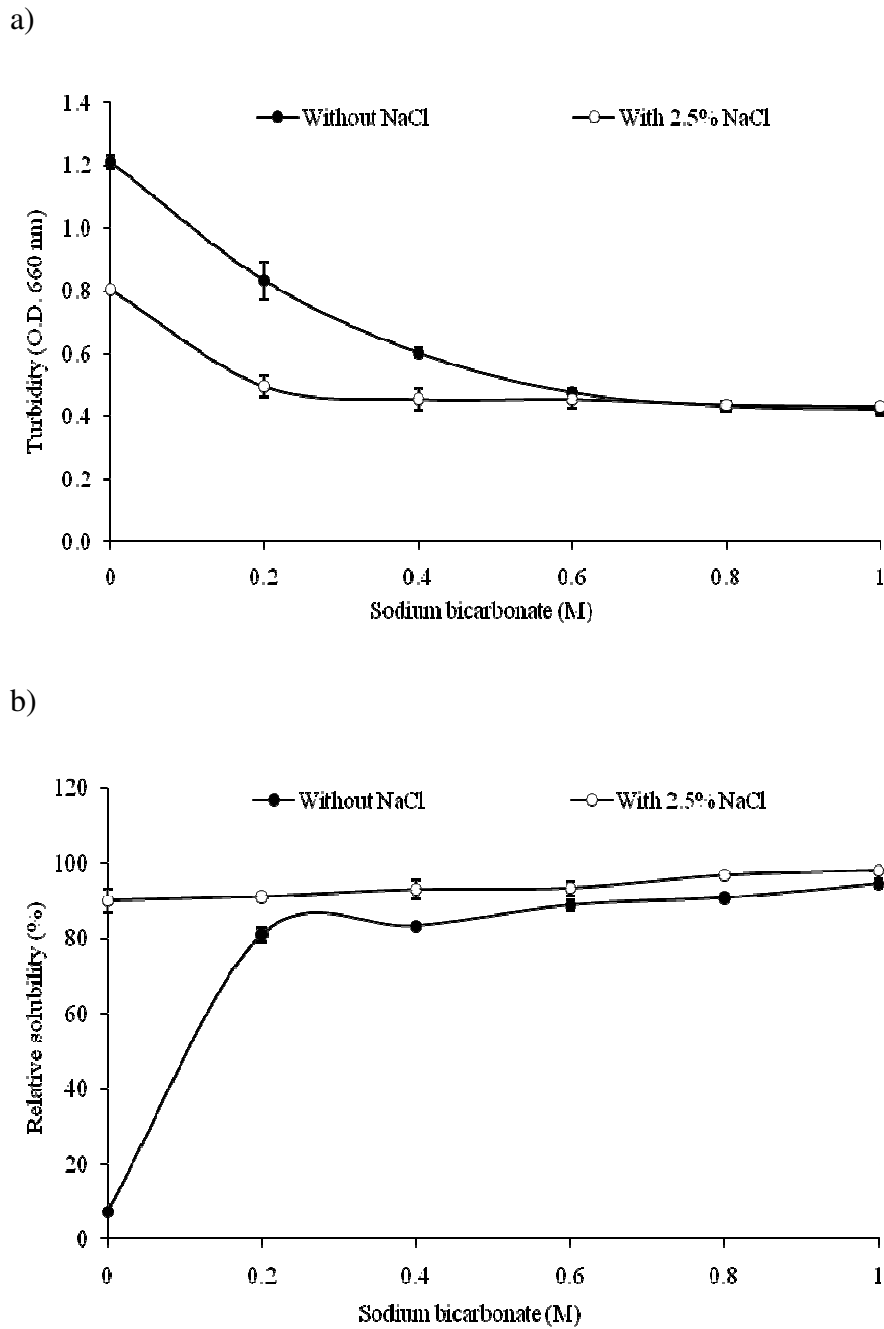 a)
1.4
Without NaCl
With 2.5% NaCl
1.2
1.0
0.8
0.6
0.4
0.2
0.0
Turbidity (O.D. 660 nm)
0 0.2 0.4 0.6 0.8 1
Sodium bicarbonate (M)
b)
120
Without NaCl
With 2.5% NaCl
100
80
60
40
20
0
Relative solubility (%)
0 0.2 0.4 0.6 0.8 1
Sodium bicarbonate (M)